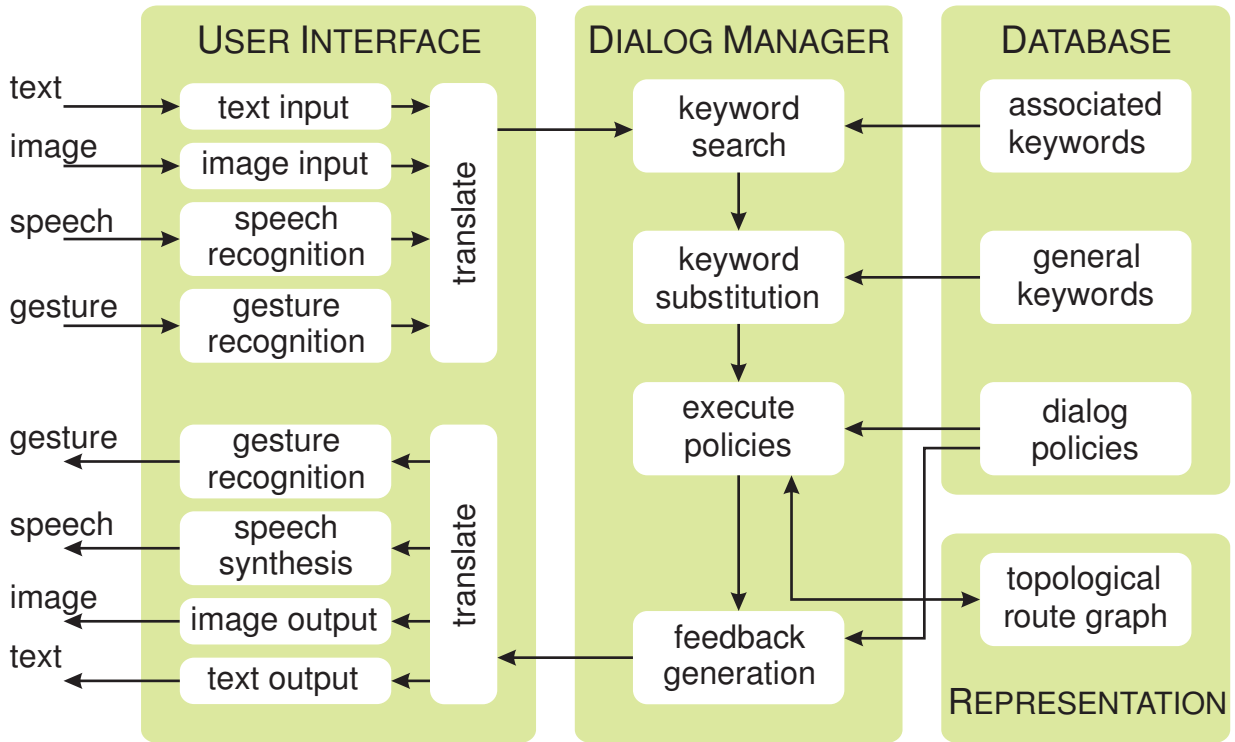 USER INTERFACE
text
text input
image
image input
speech
speech
recognition
gesture
gesture
recognition
translate
gesture
gesture
recognition
speech
speech
synthesis
image
image output
text
text output
translate
DIALOG MANAGER
keyword
search
keyword
substitution
execute
policies
feedback
generation
DATABASE
associated
keywords
general
keywords
dialog
policies
topological
route graph
REPRESENTATION